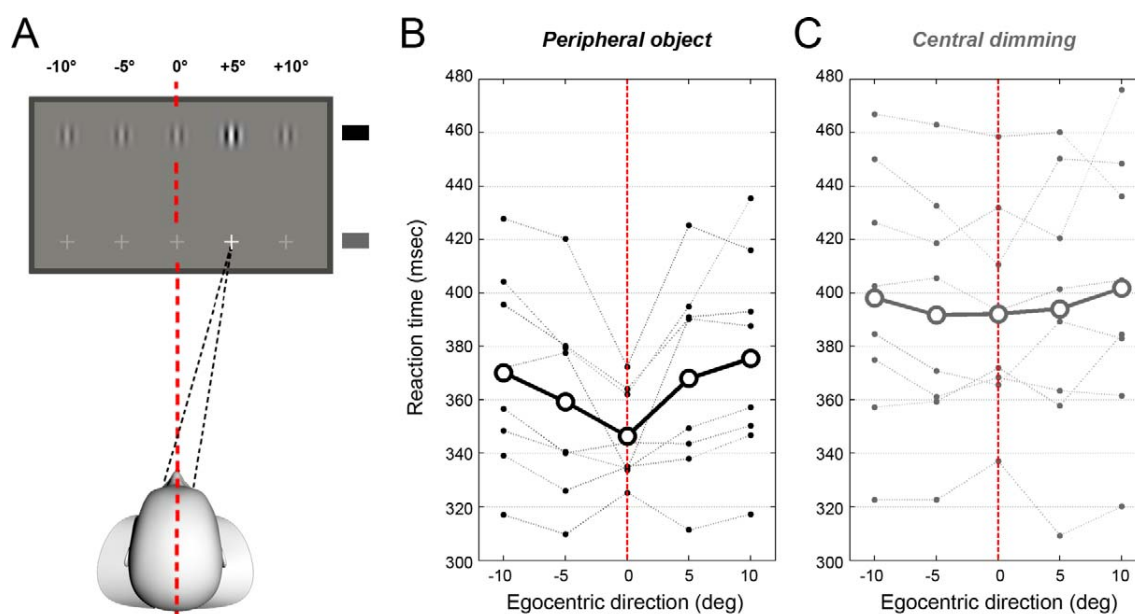 A
-10° -5° 0° +5° +10°
B
Peripheral object
480
460
440
420
400
380
360
340
320
300
Reaction time (msec)
-10 -5 0 5 10
Egocentric direction (deg)
C
Central dimming
480
460
440
420
400
380
360
340
320
300
-10 -5 0 5 10
Egocentric direction (deg)